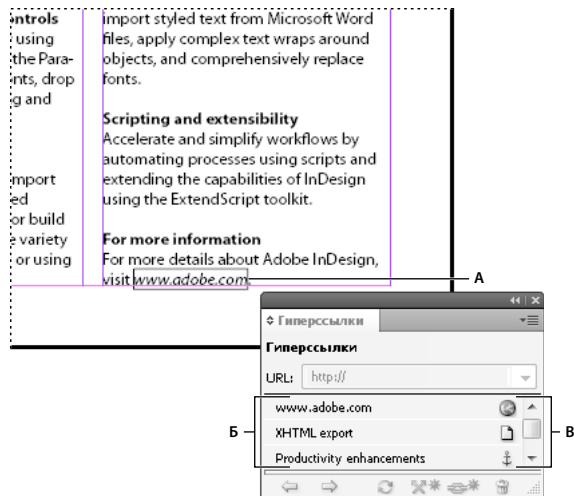 ntrols
using
the Para-
nts, drop
g and
mport
ed
or build
e variety
or using
import styled text from Microsoft Word
files, apply complex text wraps around
objects, and comprehensively replace
fonts.
Scripting and extensibility
Accelerate and simplify workflows by
automating processes using scripts and
extending the capabilities of InDesign
using the ExtendScript toolkit.
For more information
For more details about Adobe InDesign,
visit www.adobe.com.
А
Гиперссылки
Гиперссылки
URL: http://
www.adobe.com
XHTML export
Productivity enhancements
Б
В